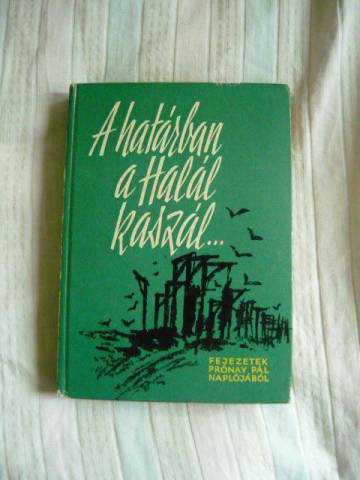 A határban
a Halál
kaszál...
FEJEZETEK
PRÓNAY PÁL
NAPLÓJÁBÓL